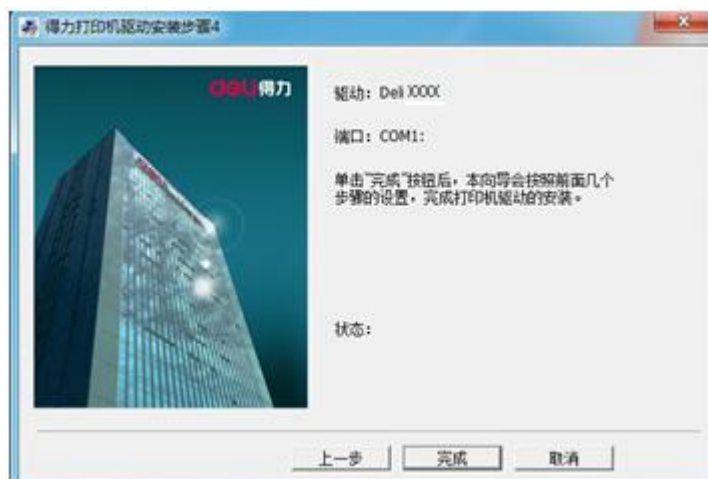 得力打印机驱动安装步骤4
deli得力
驱动: Deli XXXX
端口: COM1:
单击"完成"按钮后，本向导会按照前面几个
步骤的设置，完成打印机驱动的安装。
状态:
上一步
完成
取消